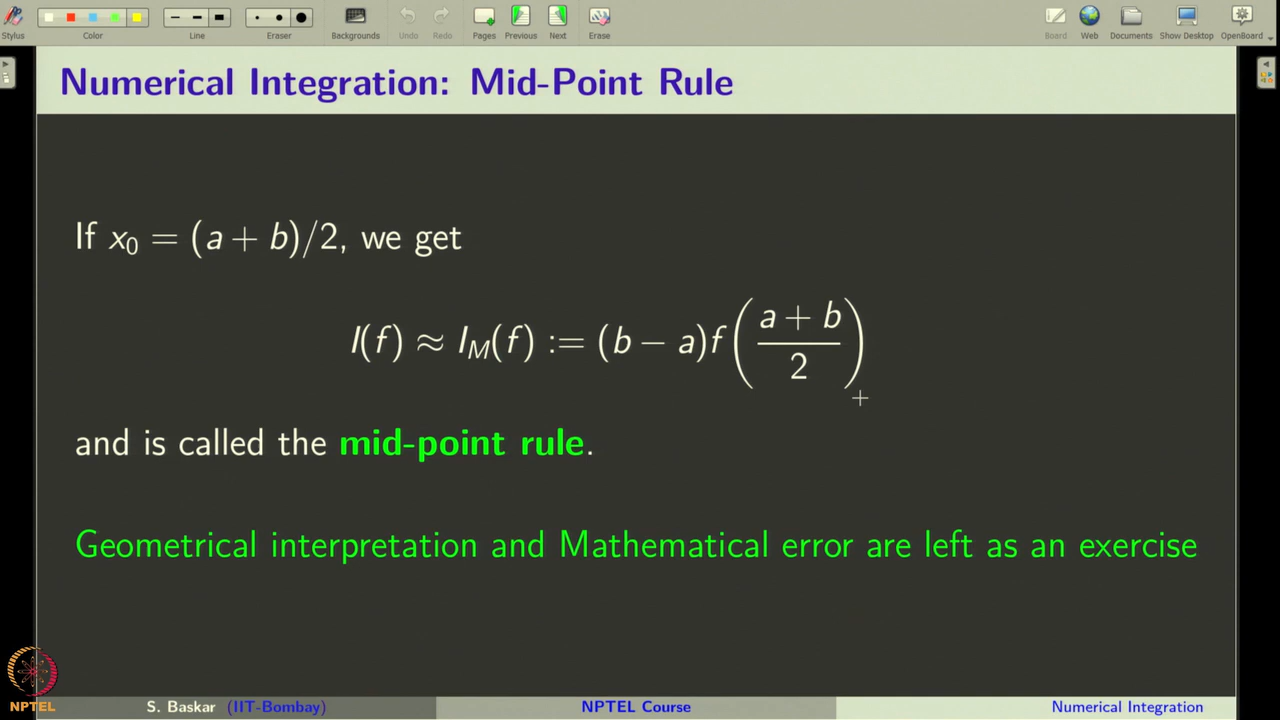 Stylus Color Line Eraser Backgrounds Undo Redo Pages Previous Next Erase Board Web Documents Show Desktop OpenBoard
Numerical Integration: Mid-Point Rule
If x₀ = (a + b)/2, we get
I(f) ≈ I_M(f) := (b − a)f((a + b)/2)
and is called the mid-point rule.
Geometrical interpretation and Mathematical error are left as an exercise
NPTEL
S. Baskar (IIT-Bombay) NPTEL Course Numerical Integration